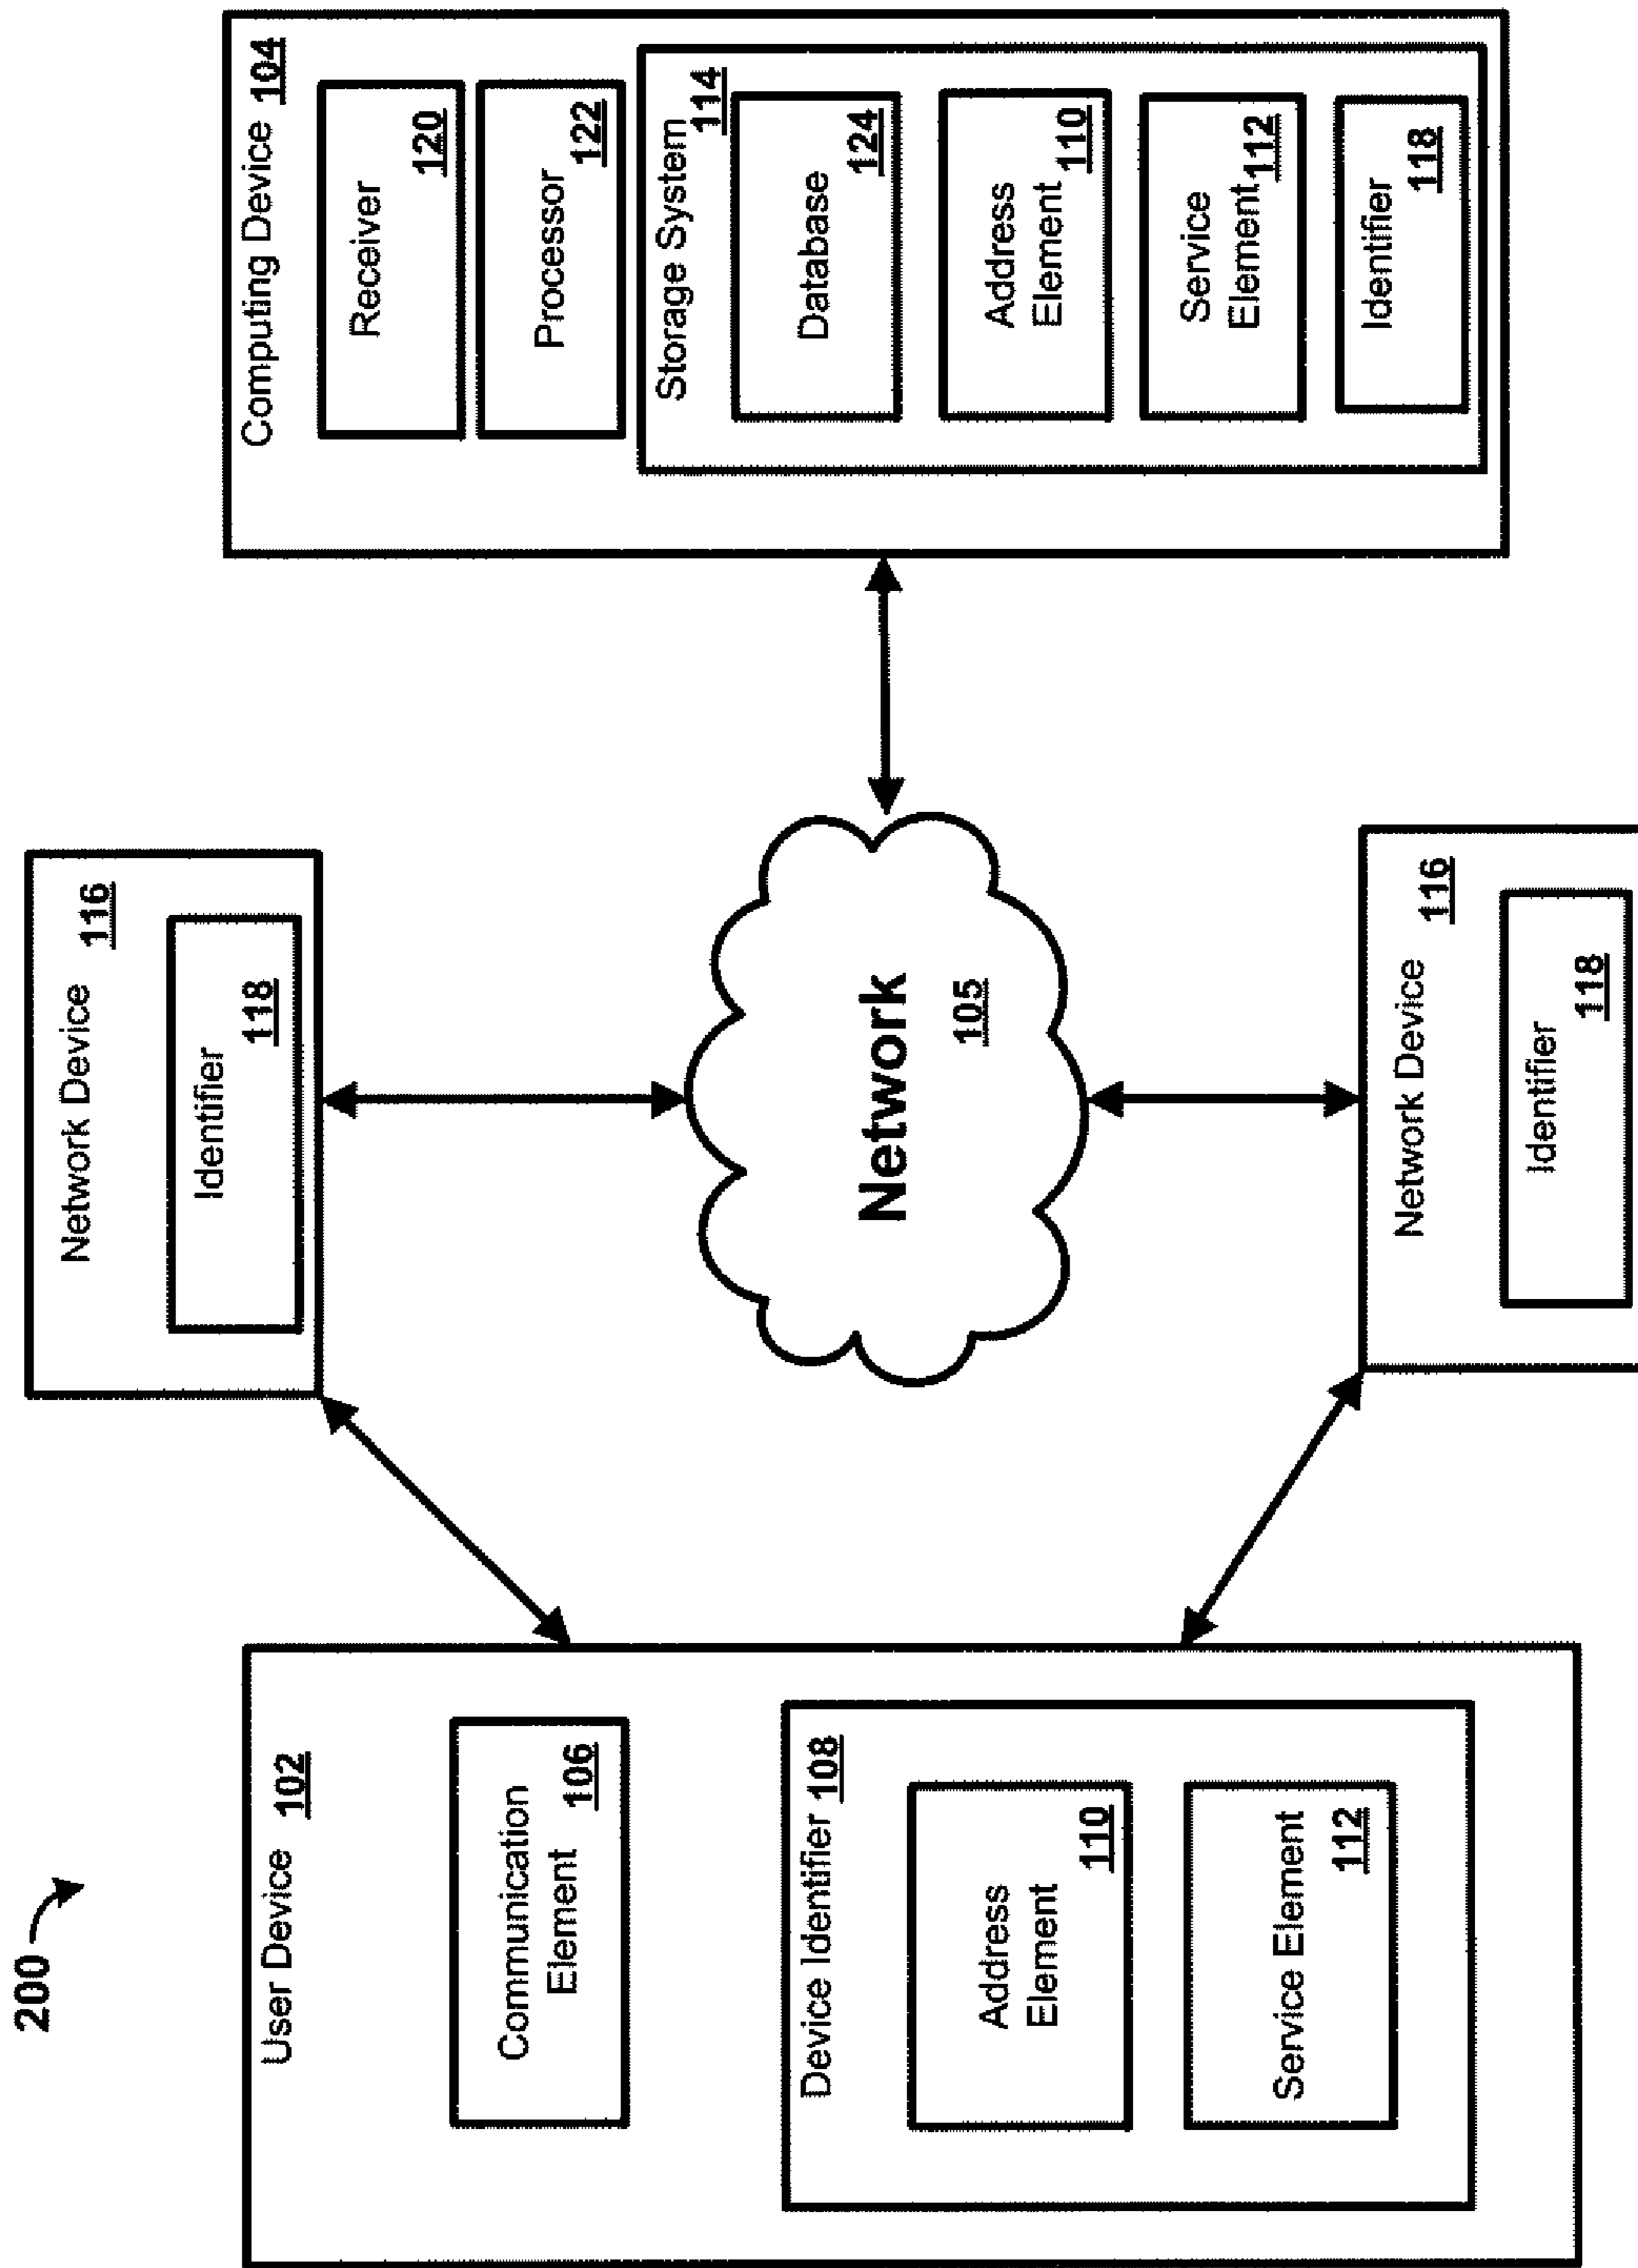 200
User Device 102
Communication
Element 106
Device Identifier 108
Address
Element 110
Service Element 112
Network Device 116
Identifier 118
Network
105
Network Device 116
Identifier 118
Computing Device 104
Receiver 120
Processor 122
Storage System 114
Database 124
Address
Element 110
Service
Element 112
Identifier 118